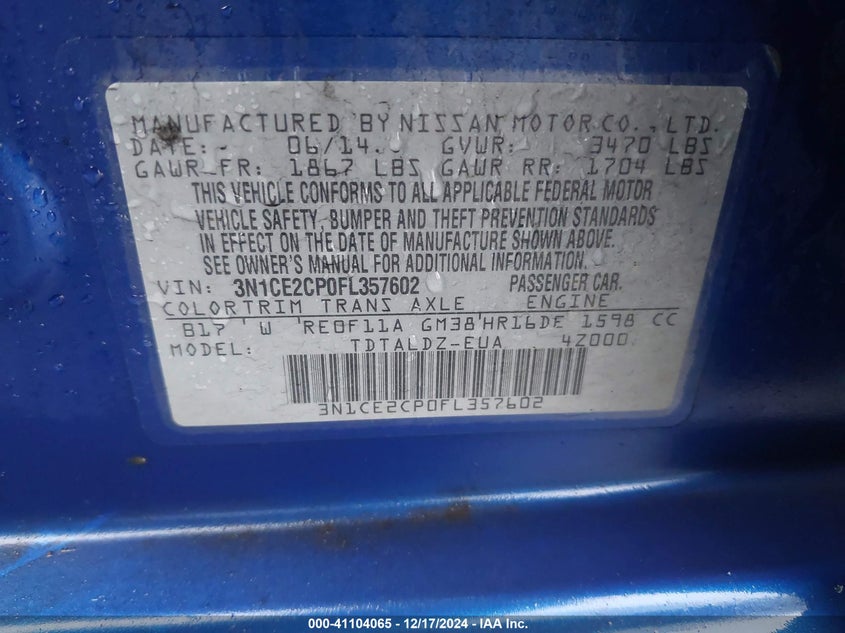 MANUFACTURED BY NISSAN MOTOR CO., LTD.
DATE: 06/14 GVWR: 3470 LBS
GAWR FR: 1867 LBS GAWR RR: 1704 LBS
THIS VEHICLE CONFORMS TO ALL APPLICABLE FEDERAL MOTOR
VEHICLE SAFETY, BUMPER AND THEFT PREVENTION STANDARDS
IN EFFECT ON THE DATE OF MANUFACTURE SHOWN ABOVE.
SEE OWNER'S MANUAL FOR ADDITIONAL INFORMATION.
VIN: 3N1CE2CP0FL357602 PASSENGER CAR.
COLOR TRIM TRANS AXLE ENGINE
B17 W RE0F11A GM38 HR16DE 1598 CC
MODEL: TDTALDZ-EUA 4Z000
3N1CE2CP0FL357602
000-41104065 - 12/17/2024 - IAA Inc.